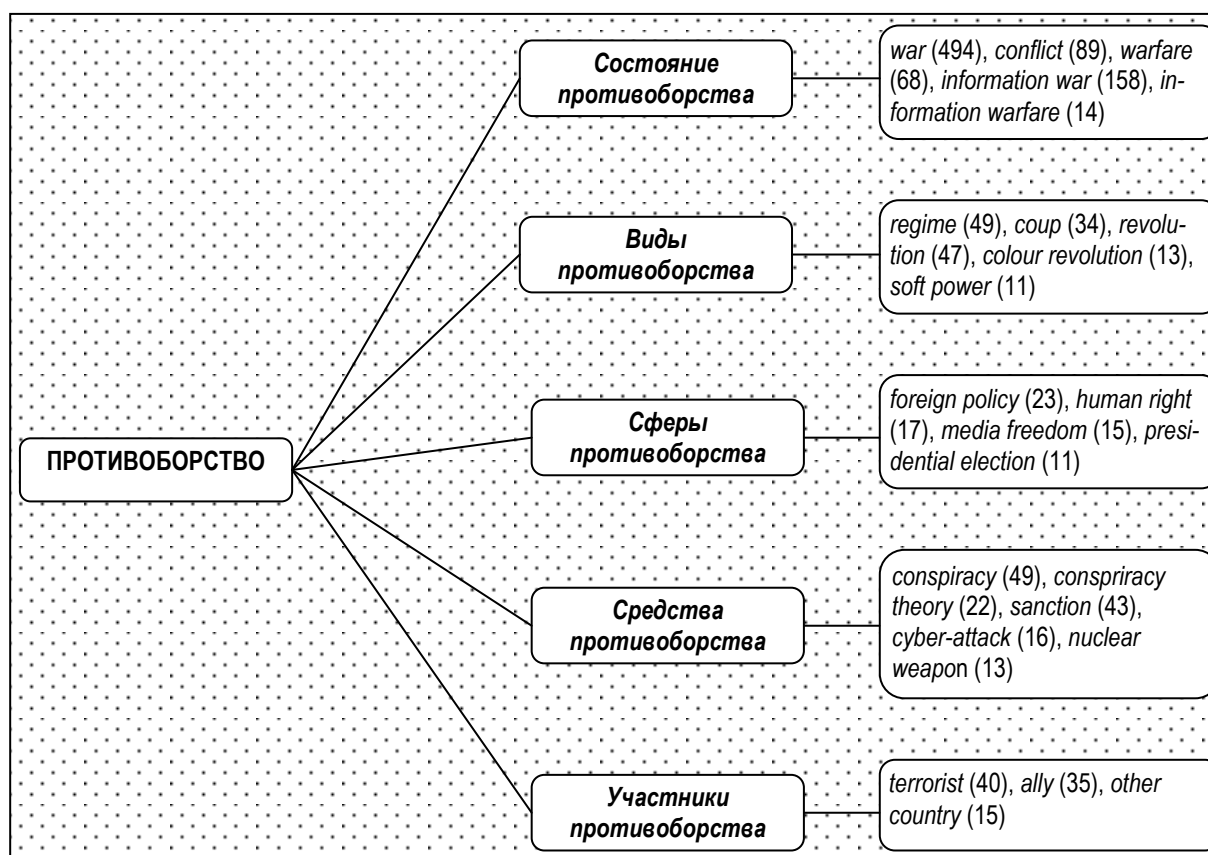 Состояние
противоборства
war (494), conflict (89), warfare
(68), information war (158), in-
formation warfare (14)
Виды
противоборства
regime (49), coup (34), revolu-
tion (47), colour revolution (13),
soft power (11)
ПРОТИВОБОРСТВО
Сферы
противоборства
foreign policy (23), human right
(17), media freedom (15), presi-
dential election (11)
Средства
противоборства
conspiracy (49), conspriracy
theory (22), sanction (43),
cyber-attack (16), nuclear
weapon (13)
Участники
противоборства
terrorist (40), ally (35), other
country (15)